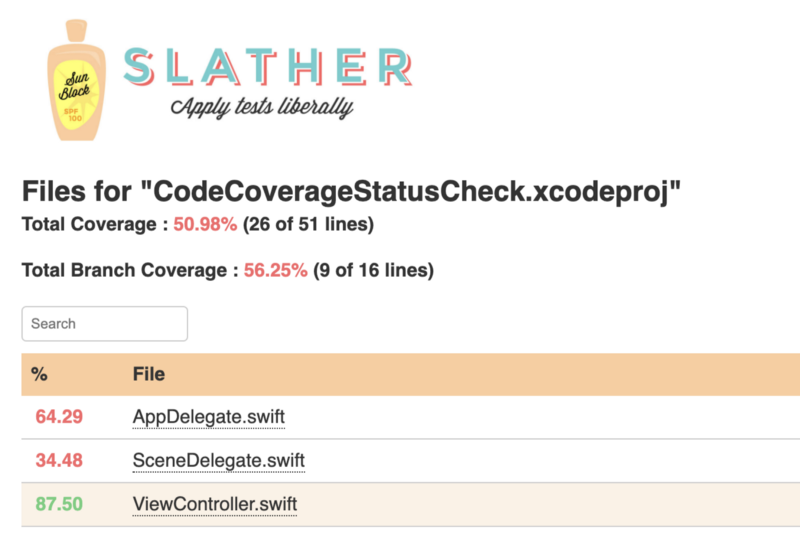 Sun
Block
SPF
100
SLATHER
Apply tests liberally
Files for "CodeCoverageStatusCheck.xcodeproj"
Total Coverage : 50.98% (26 of 51 lines)
Total Branch Coverage : 56.25% (9 of 16 lines)
Search
% File
64.29 AppDelegate.swift
34.48 SceneDelegate.swift
87.50 ViewController.swift